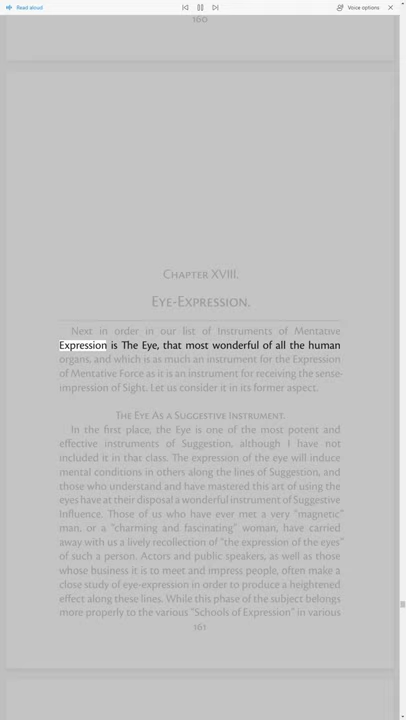 Read aloud
Voice options
160
Chapter XVIII.
Eye-Expression.
Next in order in our list of Instruments of Mentative
Expression is The Eye, that most wonderful of all the human
organs, and which is as much an instrument for the Expression
of Mentative Force as it is an instrument for receiving the sense-
impression of Sight. Let us consider it in its former aspect.
The Eye As a Suggestive Instrument.
In the first place, the Eye is one of the most potent and
effective instruments of Suggestion, although I have not
included it in that class. The expression of the eye will induce
mental conditions in others along the lines of Suggestion, and
those who understand and have mastered this art of using the
eyes have at their disposal a wonderful instrument of Suggestive
Influence. Those of us who have ever met a very "magnetic"
man, or a "charming and fascinating" woman, have carried
away with us a lively recollection of "the expression of the eyes"
of such a person. Actors and public speakers, as well as those
whose business it is to meet and impress people, often make a
close study of eye-expression in order to produce a heightened
effect along these lines. While this phase of the subject belongs
more properly to the various "Schools of Expression" in various
161